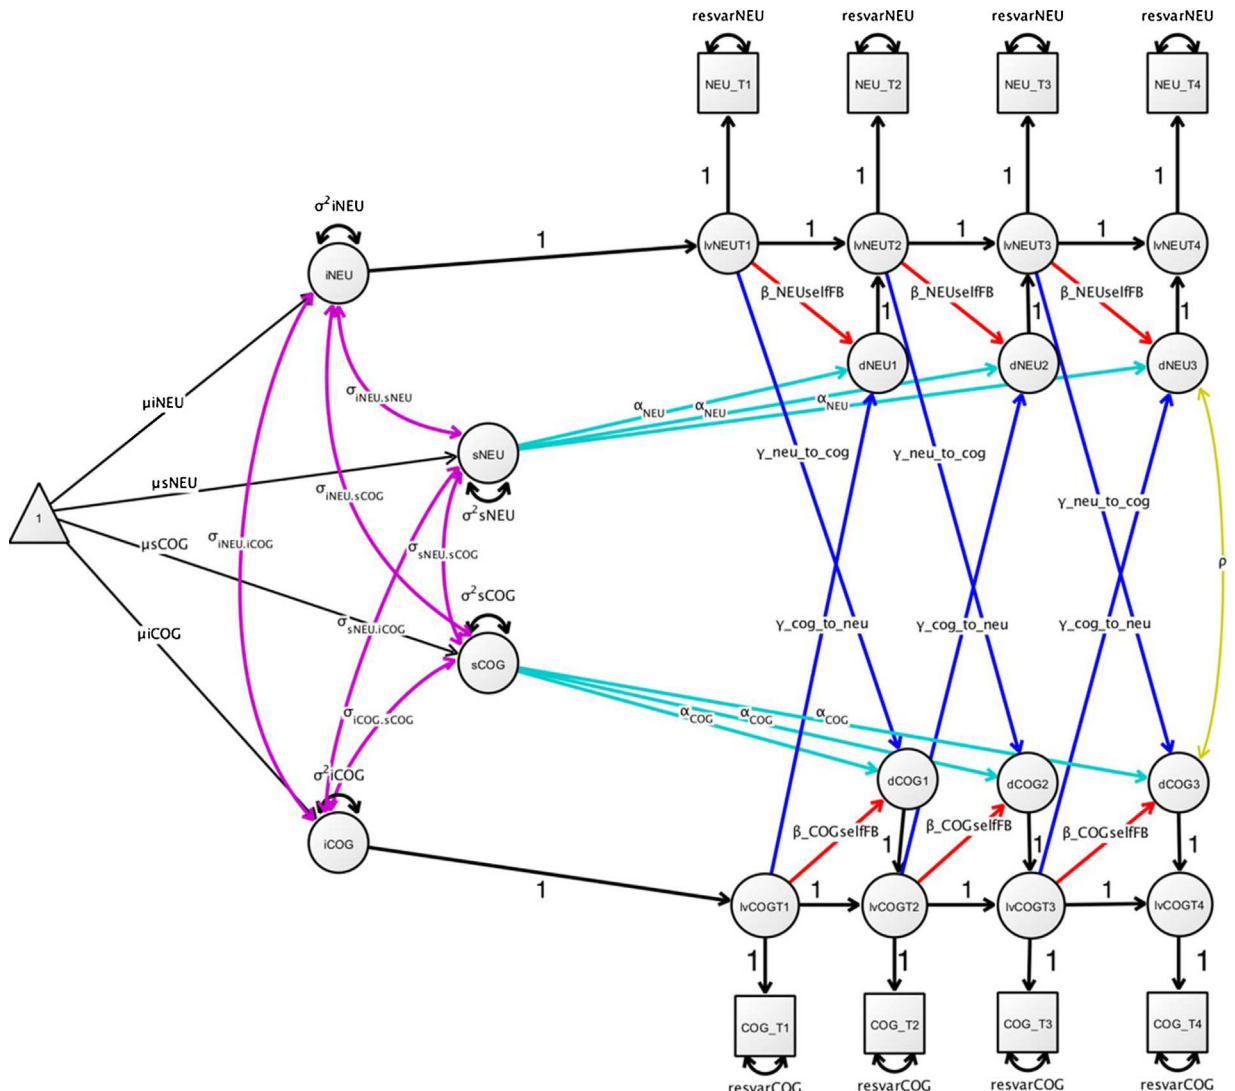 resvarNEU resvarNEU resvarNEU resvarNEU
NEU_T1 NEU_T2 NEU_T3 NEU_T4
1 1 1 1
σ²iNEU
iNEU
1
lvNEUT1 1 lvNEUT2 1 lvNEUT3 1 lvNEUT4
β_NEUselfFB β_NEUselfFB β_NEUselfFB
1 1 1
dNEU1 dNEU2 dNEU3
σiNEU.sNEU
μiNEU
αNEU αNEU αNEU
sNEU
γ_neu_to_cog γ_neu_to_cog
μsNEU
σiNEU.sCOG
γ_neu_to_cog
σ²sNEU
1
μsCOG
σiNEU.iCOG
σsNEU.sCOG
ρ
σ²sCOG
μiCOG
σsNEU.iCOG
γ_cog_to_neu γ_cog_to_neu γ_cog_to_neu
sCOG
σiCOG.sCOG
αCOG αCOG αCOG
σ²iCOG
dCOG1 dCOG2 dCOG3
β_COGselfFB β_COGselfFB β_COGselfFB
iCOG
1 1 1
1
lvCOGT1 1 lvCOGT2 1 lvCOGT3 1 lvCOGT4
1 1 1 1
COG_T1 COG_T2 COG_T3 COG_T4
resvarCOG resvarCOG resvarCOG resvarCOG